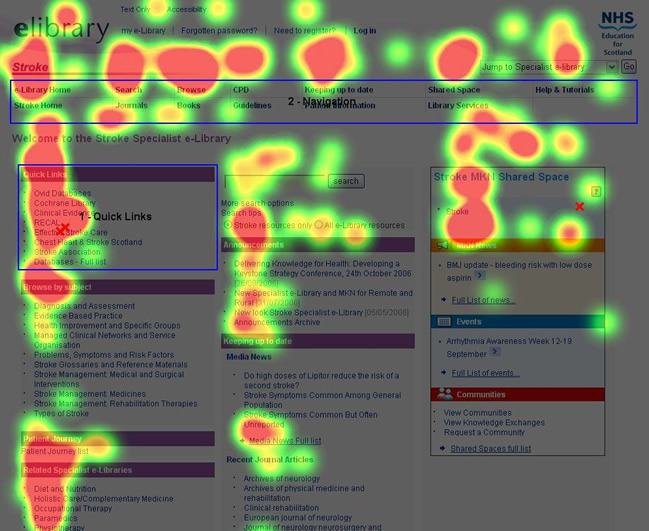 Text Only Accessibility
elibrary
my e-Library | Forgotten password? | Need to register? | Log in
NHS
Education
for
Scotland
Stroke
Jump to Specialist e-library Go
e-Library Home Search Browse CPD Keeping up to date Shared Space Help & Tutorials
2 - Navigation
Stroke Home Journals Books Guidelines Patient Information Library Services
Welcome to the Stroke Specialist e-Library
Quick Links
Ovid Databases
Cochrane Library
Clinical Evidence
RECAL
1 - Quick Links
Effective Stroke Care
Chest Heart & Stroke Scotland
Stroke Association
Databases - Full list
Browse by subject
Diagnosis and Assessment
Evidence Based Practice
Health Improvement and Specific Groups
Managed Clinical Networks and Service
Organisation
Problems, Symptoms and Risk Factors
Stroke Glossaries and Reference Materials
Stroke Management: Medical and Surgical
Interventions
Stroke Management: Medicines
Stroke Management: Rehabilitation Therapies
Types of Stroke
Patient Journey
Patient Journey list
Related Specialist e-Libraries
Diet and Nutrition
Holistic Care/Complementary Medicine
Occupational Therapy
Paramedics
Physiotherapy
search
More search options
Search tips
Stroke resources only All e-Library resources
Announcements
Delivering Knowledge for Health: Developing a
Keystone Strategy Conference, 24th October 2006
New Specialist e-Library and MKN for Remote and
Rural
New look Stroke Specialist e-Library [05/05/2006]
Announcements Archive
Keeping up to date
Media News
Do high doses of Lipitor reduce the risk of a
second stroke?
Stroke Symptoms Common Among General
Population
Stroke Symptoms Common But Often
Unreported
Media News Full list
Recent Journal Articles
Archives of neurology
Archives of physical medicine and
rehabilitation
Clinical rehabilitation
European journal of neurology
Journal of neurology neurosurgery and
Stroke MKN Shared Space
?
Stroke
MKN News
BMJ update - bleeding risk with low dose
aspirin
Full List of news...
Events
Arrhythmia Awareness Week 12-19
September
Full List of events...
Communities
View Communities
View Knowledge Exchanges
Request a Community
Shared Spaces full list